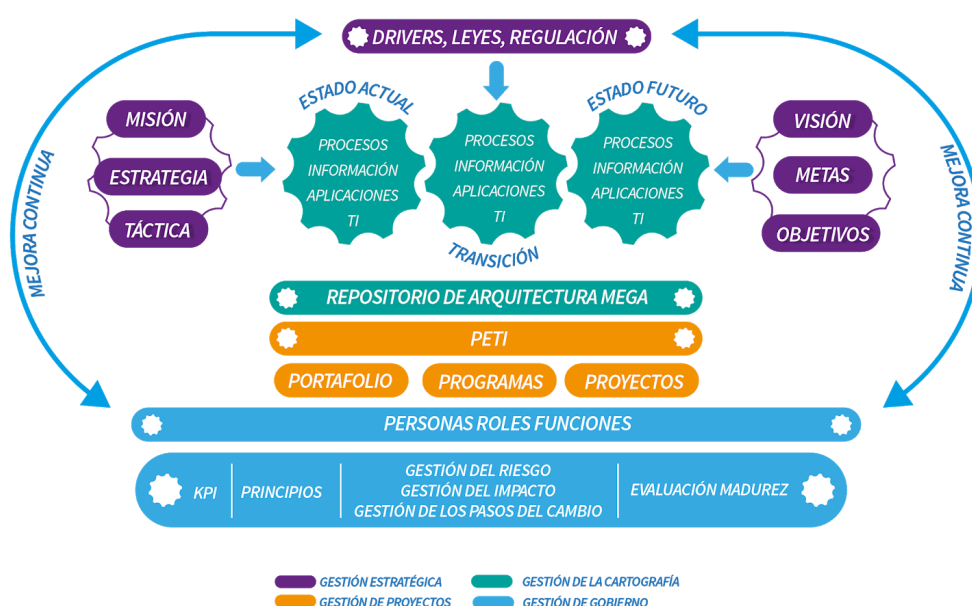 DRIVERS, LEYES, REGULACIÓN
MEJORA CONTINUA
MISIÓN
ESTRATEGIA
TÁCTICA
ESTADO ACTUAL
PROCESOS
INFORMACIÓN
APLICACIONES
TI
PROCESOS
INFORMACIÓN
APLICACIONES
TI
TRANSICIÓN
ESTADO FUTURO
PROCESOS
INFORMACIÓN
APLICACIONES
TI
VISIÓN
METAS
OBJETIVOS
MEJORA CONTINUA
REPOSITORIO DE ARQUITECTURA MEGA
PETI
PORTAFOLIO
PROGRAMAS
PROYECTOS
PERSONAS ROLES FUNCIONES
KPI
PRINCIPIOS
GESTIÓN DEL RIESGO
GESTIÓN DEL IMPACTO
GESTIÓN DE LOS PASOS DEL CAMBIO
EVALUACIÓN MADUREZ
GESTIÓN ESTRATÉGICA
GESTIÓN DE LA CARTOGRAFÍA
GESTIÓN DE PROYECTOS
GESTIÓN DE GOBIERNO